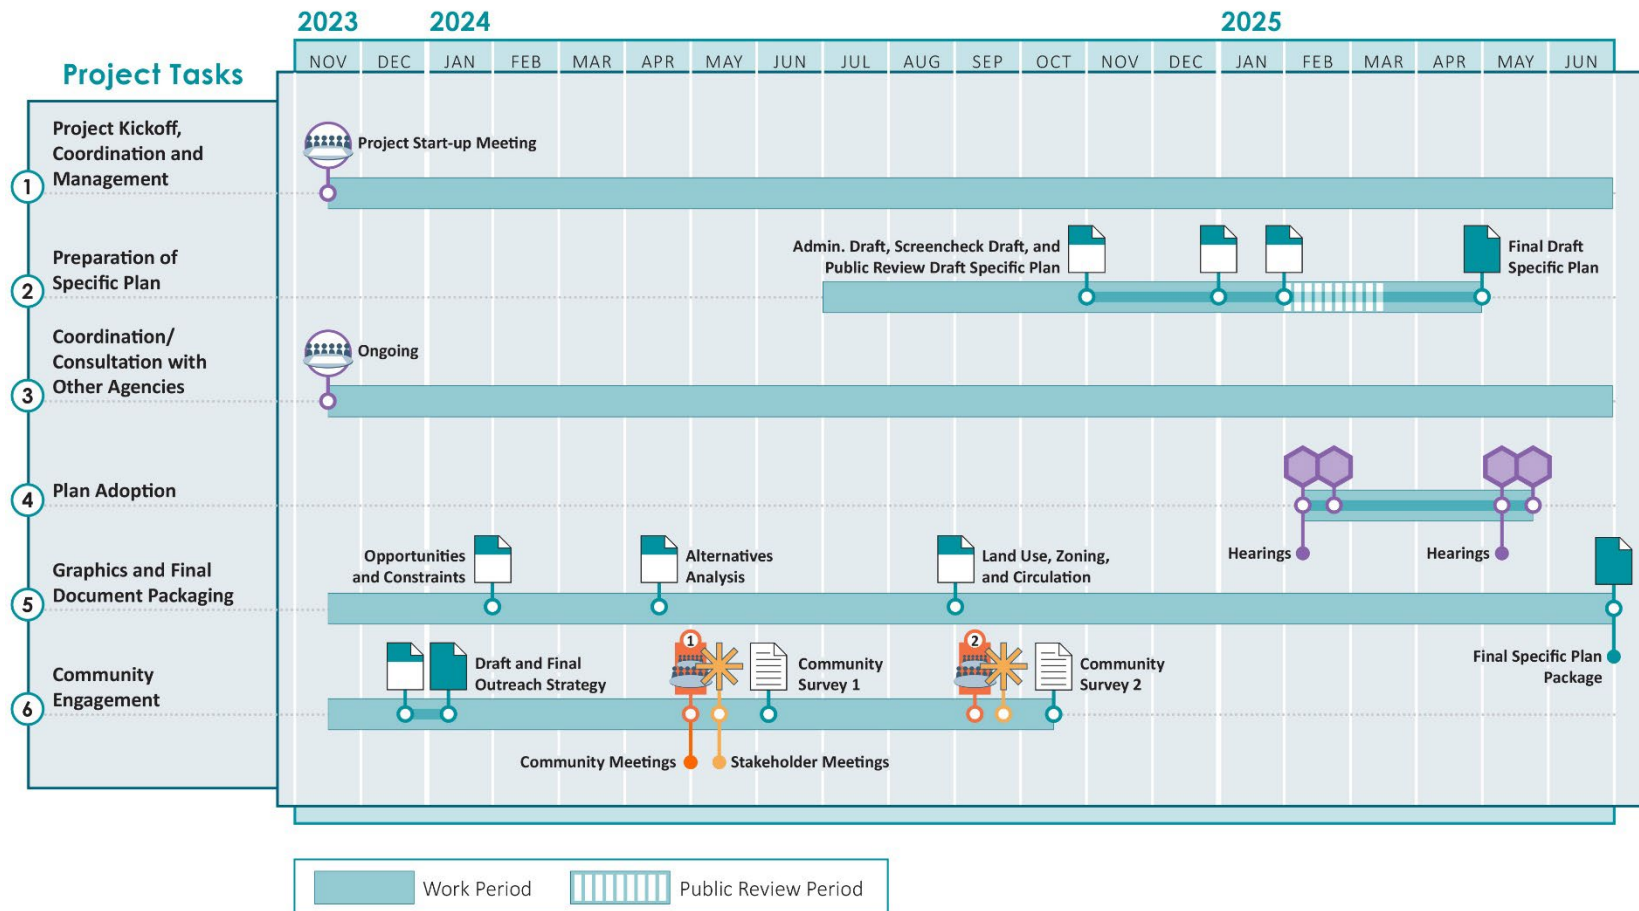 2023 2024 2025
NOV DEC JAN FEB MAR APR MAY JUN JUL AUG SEP OCT NOV DEC JAN FEB MAR APR MAY JUN
Project Tasks
1
Project Kickoff,
Coordination and
Management
Project Start-up Meeting
2
Preparation of
Specific Plan
Admin. Draft, Screencheck Draft, and
Public Review Draft Specific Plan
Final Draft
Specific Plan
3
Coordination/
Consultation with
Other Agencies
Ongoing
4
Plan Adoption
Hearings
Hearings
5
Graphics and Final
Document Packaging
Opportunities
and Constraints
Alternatives
Analysis
Land Use, Zoning,
and Circulation
Final Specific Plan
Package
6
Community
Engagement
Draft and Final
Outreach Strategy
1
Community Meetings
Stakeholder Meetings
Community
Survey 1
2
Community
Survey 2
Work Period
Public Review Period